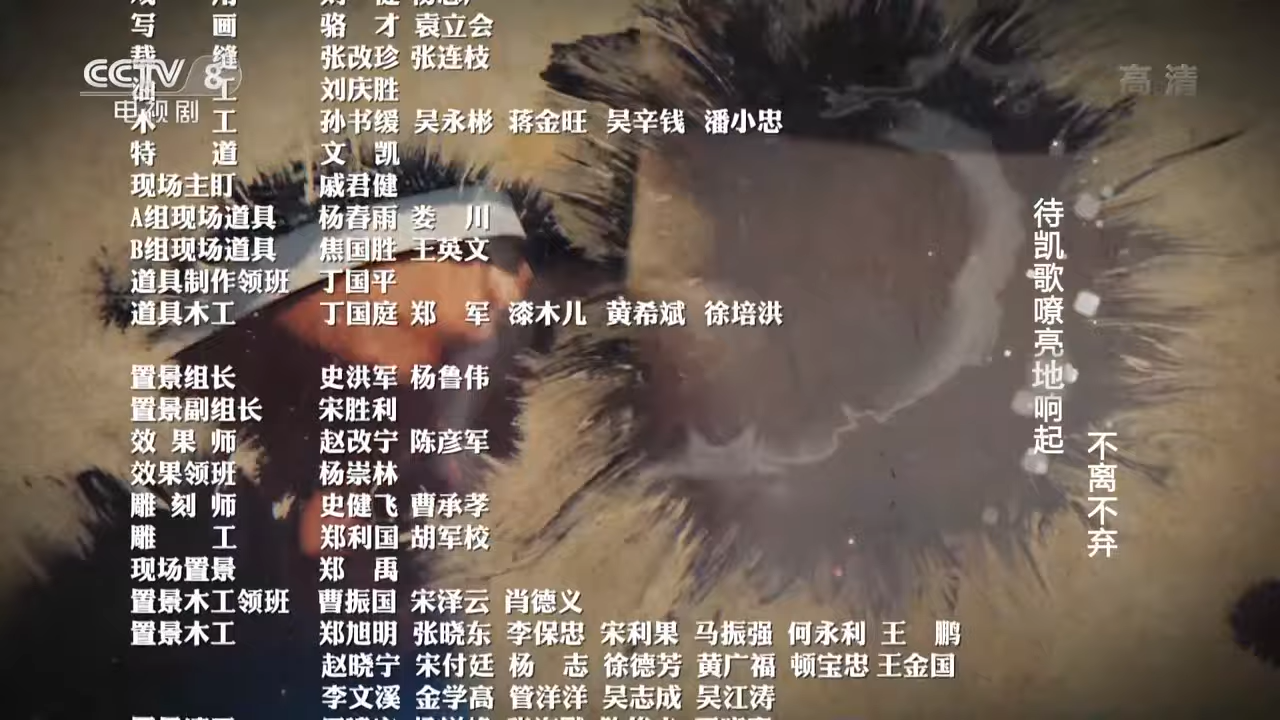 写 画 骆 才 袁立会
裁 缝 张改珍 张连枝
油 工 刘庆胜
木 工 孙书缓 吴永彬 蒋金旺 吴辛钱 潘小忠
特 道 文 凯
现场主盯 戚君健
A组现场道具 杨春雨 娄 川
B组现场道具 焦国胜 王英文
道具制作领班 丁国平
道具木工 丁国庭 郑 军 漆木儿 黄希斌 徐培洪
置景组长 史洪军 杨鲁伟
置景副组长 宋胜利
效果师 赵改宁 陈彦军
效果领班 杨崇林
雕刻师 史健飞 曹承孝
雕 工 郑利国 胡军校
现场置景 郑 禹
置景木工领班 曹振国 宋泽云 肖德义
置景木工 郑旭明 张晓东 李保忠 宋利果 马振强 何永利 王 鹏
赵晓宁 宋付廷 杨 志 徐德芳 黄广福 顿宝忠 王金国
李文溪 金学高 管洋洋 吴志成 吴江涛
CCTV 8
电视剧
高清
不离不弃
待凯歌嘹亮地响起